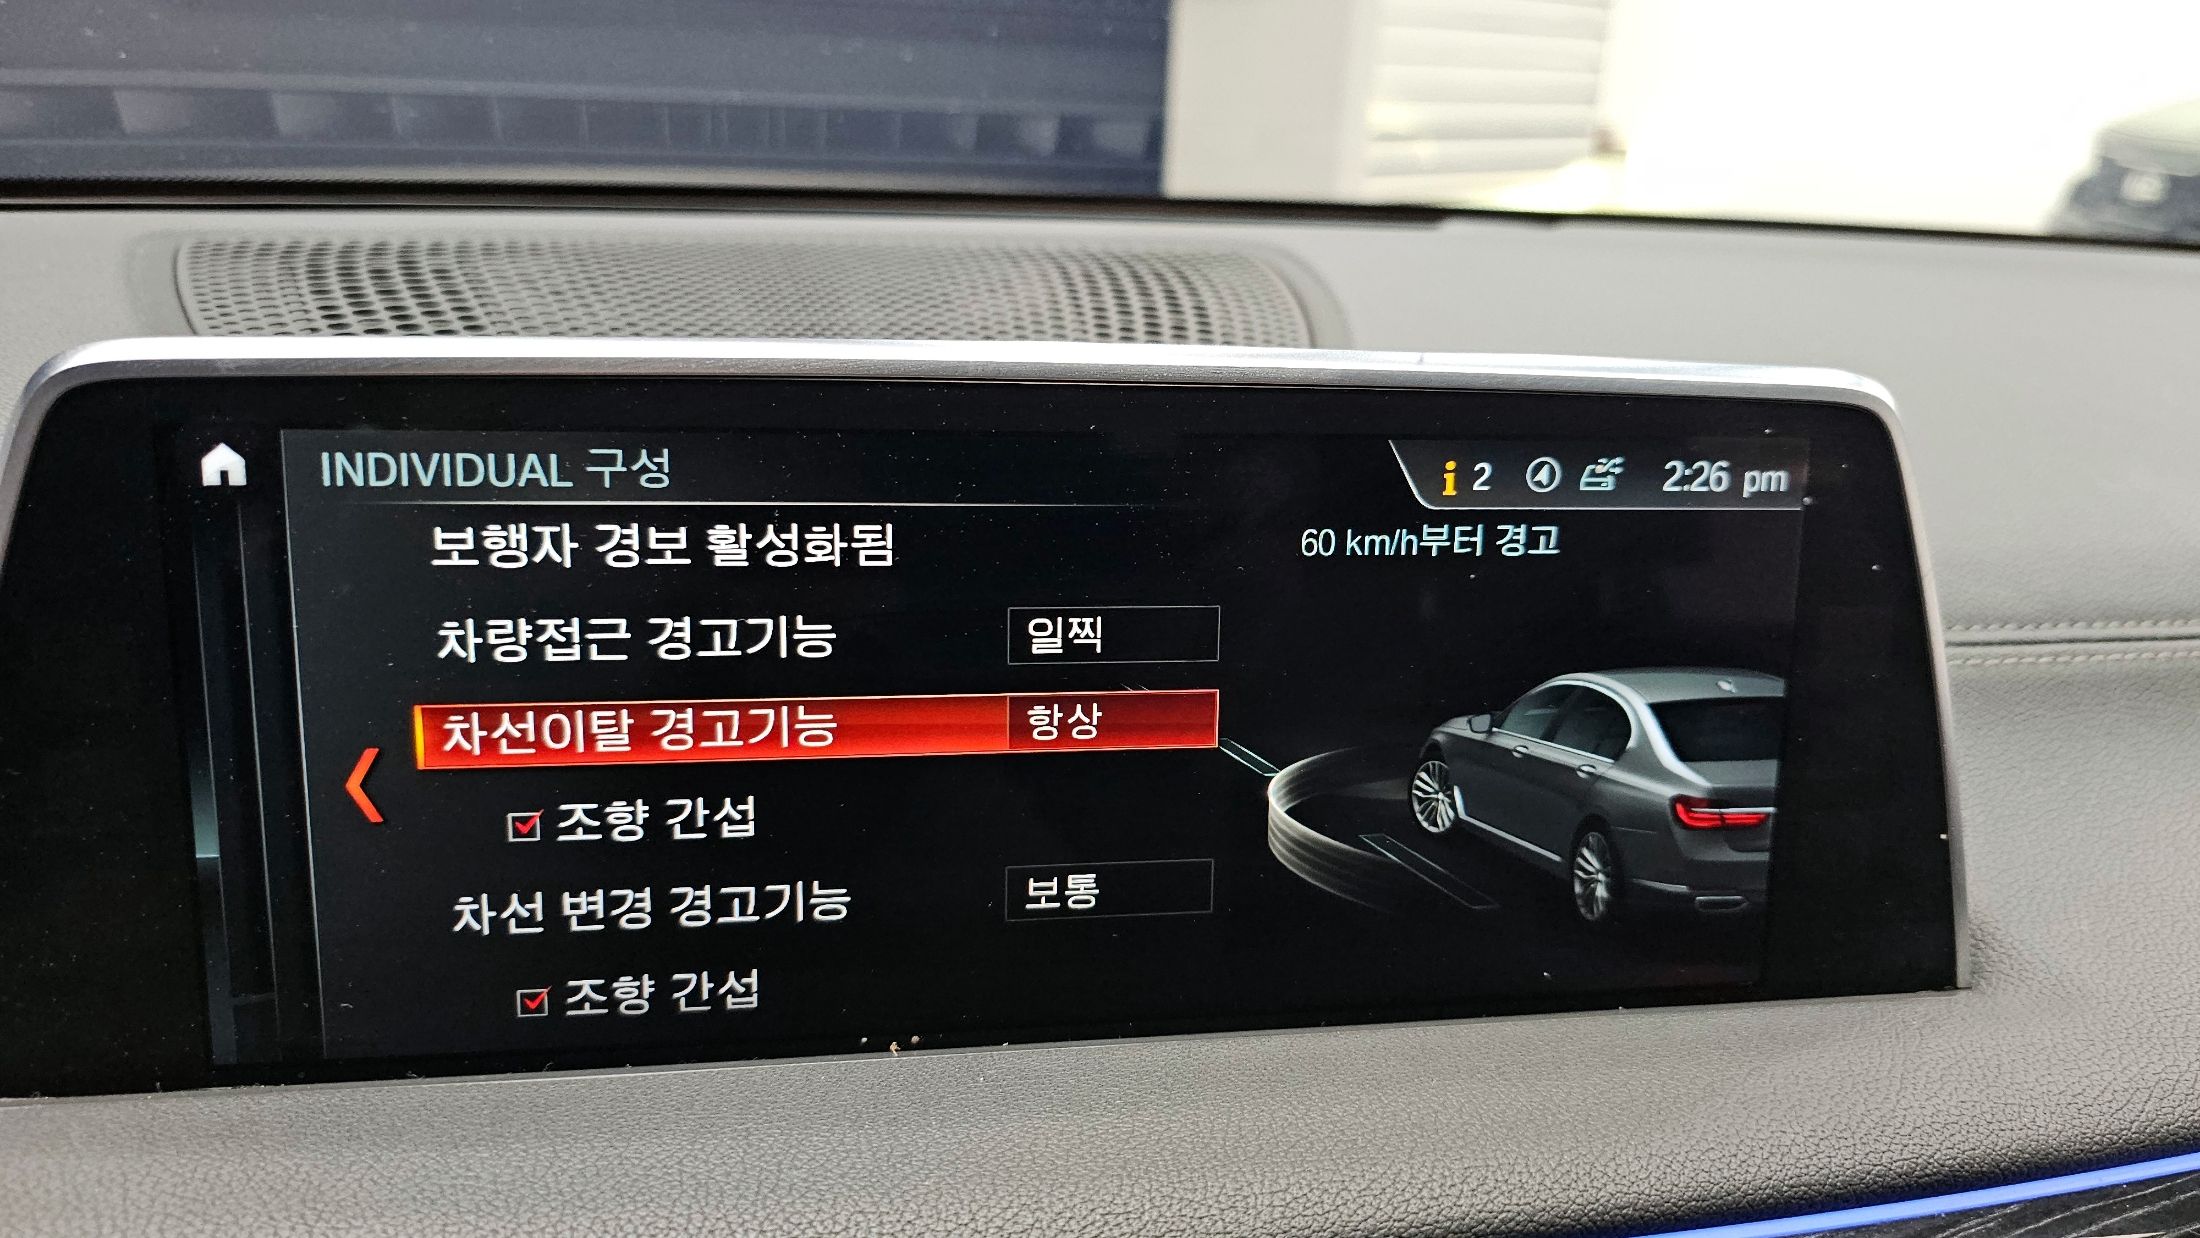 INDIVIDUAL 구성
i 2 2:26 pm
보행자 경보 활성화됨
60 km/h부터 경고
차량접근 경고기능 일찍
차선이탈 경고기능 항상
조향 간섭
차선 변경 경고기능 보통
조향 간섭